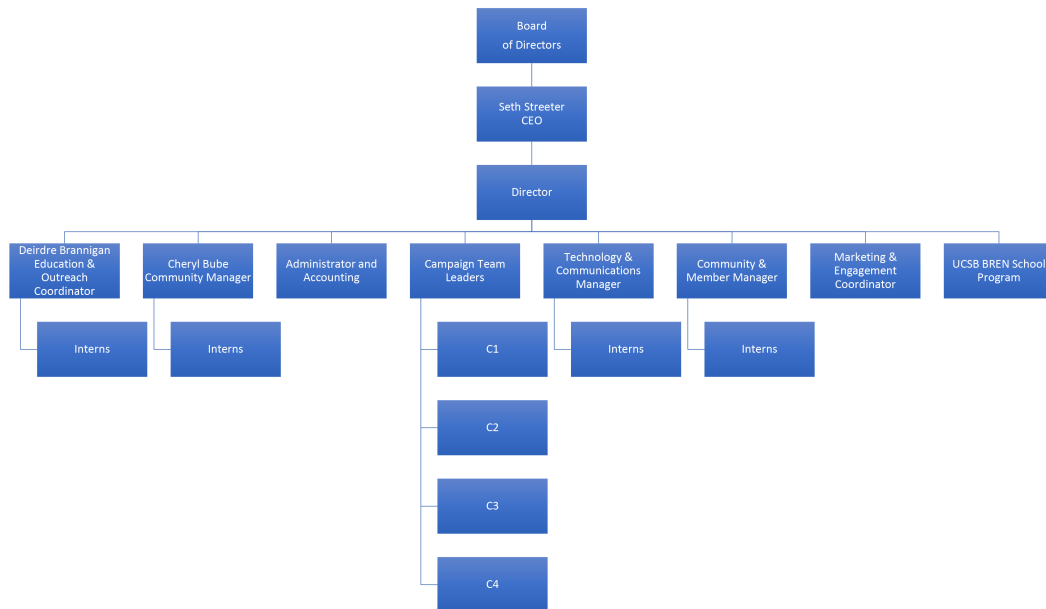 Board
of Directors
Seth Streeter
CEO
Director
Deirdre Brannigan
Education &
Outreach
Coordinator
Cheryl Bube
Community Manager
Administrator and
Accounting
Campaign Team
Leaders
Technology &
Communications
Manager
Community &
Member Manager
Marketing &
Engagement
Coordinator
UCSB BREN School
Program
Interns
Interns
C1
Interns
Interns
C2
C3
C4